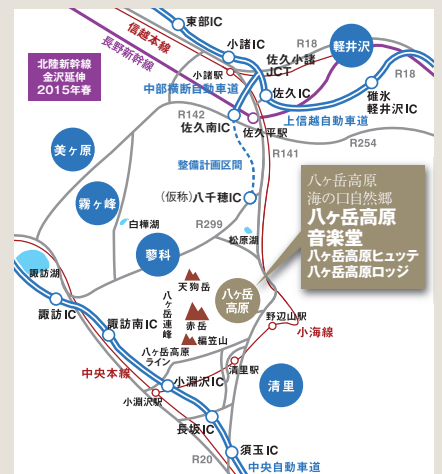 東部IC
信越本線
小諸IC
R18
軽井沢
北陸新幹線
金沢延伸
2015年春
長野新幹線
小諸駅
佐久小諸
JCT
R18
中部横断自動車道
佐久IC
碓氷
軽井沢IC
R142
佐久南IC
佐久平駅
上信越自動車道
美ヶ原
R141
R254
整備計画区間
霧ヶ峰
(仮称)八千穂IC
八ヶ岳高原
海の口自然郷
八ヶ岳高原
音楽堂
八ヶ岳高原ヒュッテ
八ヶ岳高原ロッジ
白樺湖
R299
松原湖
蓼科
諏訪湖
天狗岳
八ヶ岳連峰
八ヶ岳
高原
諏訪IC
諏訪南IC
赤岳
野辺山駅
編笠山
小海線
八ヶ岳高原
ライン
清里駅
中央本線
小淵沢IC
清里
小淵沢駅
長坂IC
須玉IC
R20
中央自動車道